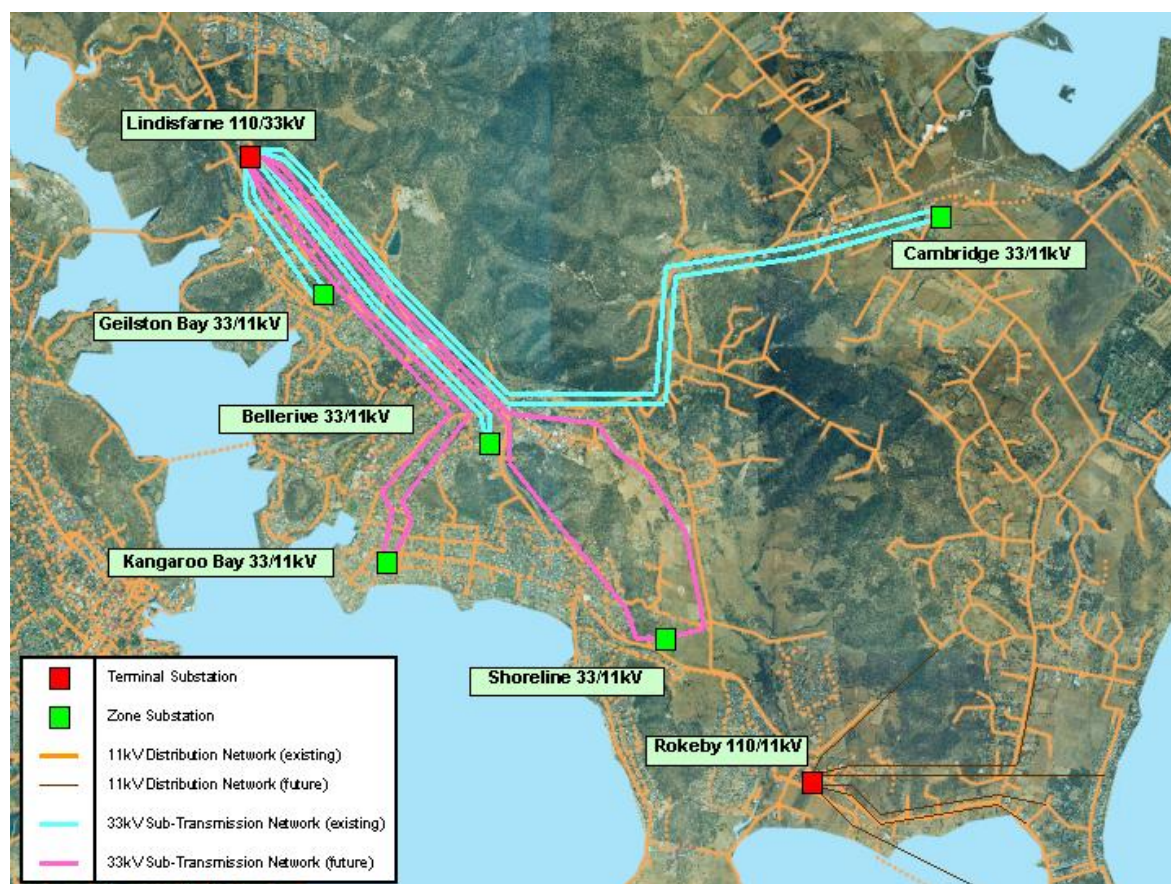 Lindisfarne 110/33kV
Cambridge 33/11kV
Geilston Bay 33/11kV
Bellerive 33/11kV
Kangaroo Bay 33/11kV
Shoreline 33/11kV
Rokeby 110/11kV
Terminal Substation
Zone Substation
11kV Distribution Network (existing)
11kV Distribution Network (future)
33kV Sub-Transmission Network (existing)
33kV Sub-Transmission Network (future)